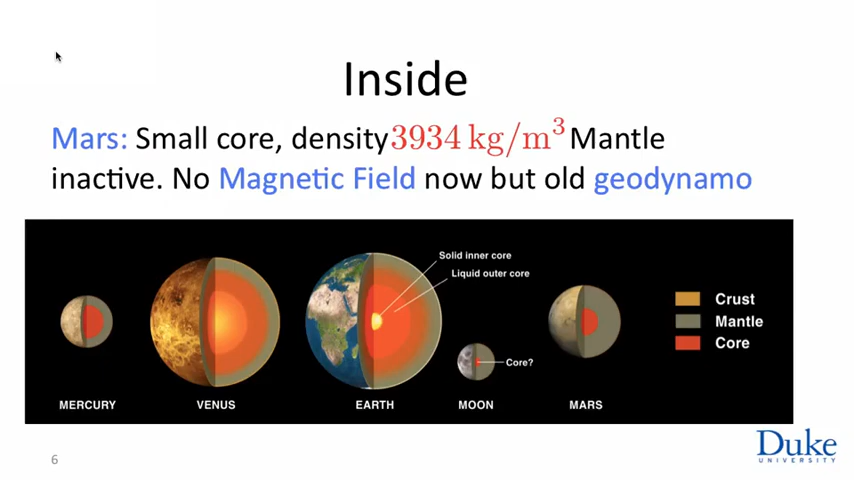 Inside
Mars: Small core, density 3934 kg/m³ Mantle
inactive. No Magnetic Field now but old geodynamo
Solid inner core
Liquid outer core
Core?
Crust
Mantle
Core
MERCURY
VENUS
EARTH
MOON
MARS
6
Duke
UNIVERSITY